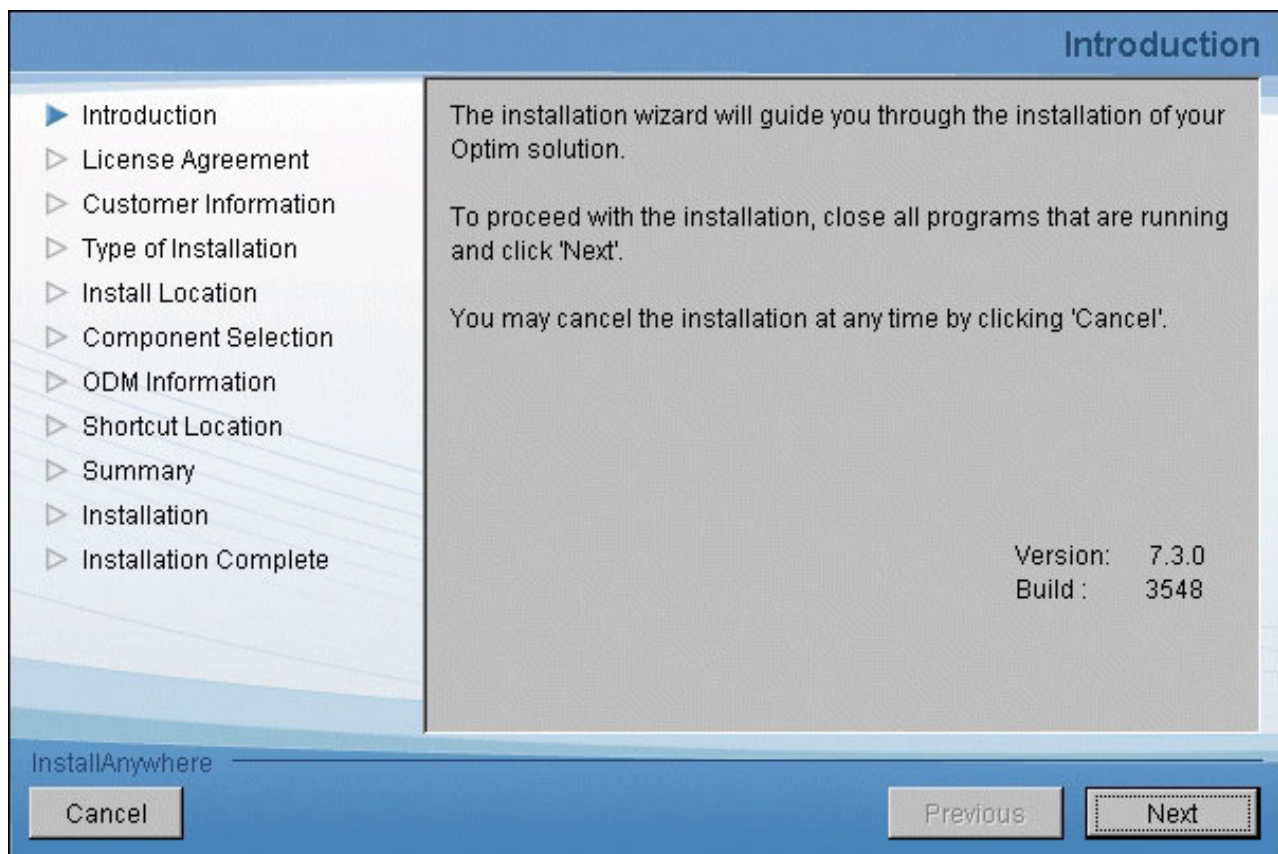 Introduction
Introduction
License Agreement
Customer Information
Type of Installation
Install Location
Component Selection
ODM Information
Shortcut Location
Summary
Installation
Installation Complete
The installation wizard will guide you through the installation of your
Optim solution.
To proceed with the installation, close all programs that are running
and click 'Next'.
You may cancel the installation at any time by clicking 'Cancel'.
Version: 7.3.0
Build : 3548
InstallAnywhere
Cancel
Previous
Next